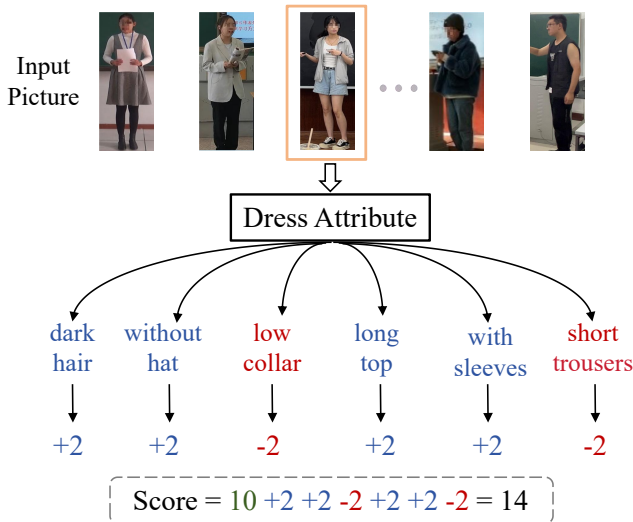 Input
Picture
Dress Attribute
dark
hair
without
hat
low
collar
long
top
with
sleeves
short
trousers
+2
+2
-2
+2
+2
-2
Score = 10 +2 +2 -2 +2 +2 -2 = 14